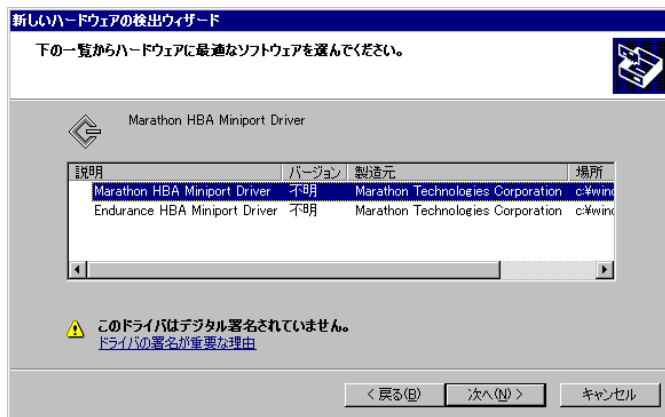 新しいハードウェアの検出ウィザード
下の一覧からハードウェアに最適なソフトウェアを選んでください。
Marathon HBA Miniport Driver
説明 バージョン 製造元 場所
Marathon HBA Miniport Driver 不明 Marathon Technologies Corporation c:¥wind
Endurance HBA Miniport Driver 不明 Marathon Technologies Corporation c:¥wind
このドライバはデジタル署名されていません。
ドライバの署名が重要な理由
< 戻る(B) 次へ(N) > キャンセル